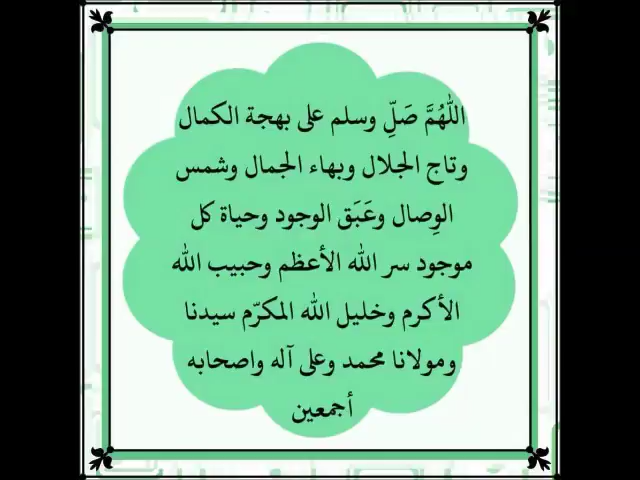 اللَّهُمَّ صَلِّ وسلم على بهجة الكمال
وتاج الجلال وبهاء الجمال وشمس
الوِصال وعَبَق الوجود وحياة كل
موجود سر الله الأعظم وحبيب الله
الأكرم وخليل الله المكرّم سيدنا
ومولانا محمد وعلى آله واصحابه
أجمعين